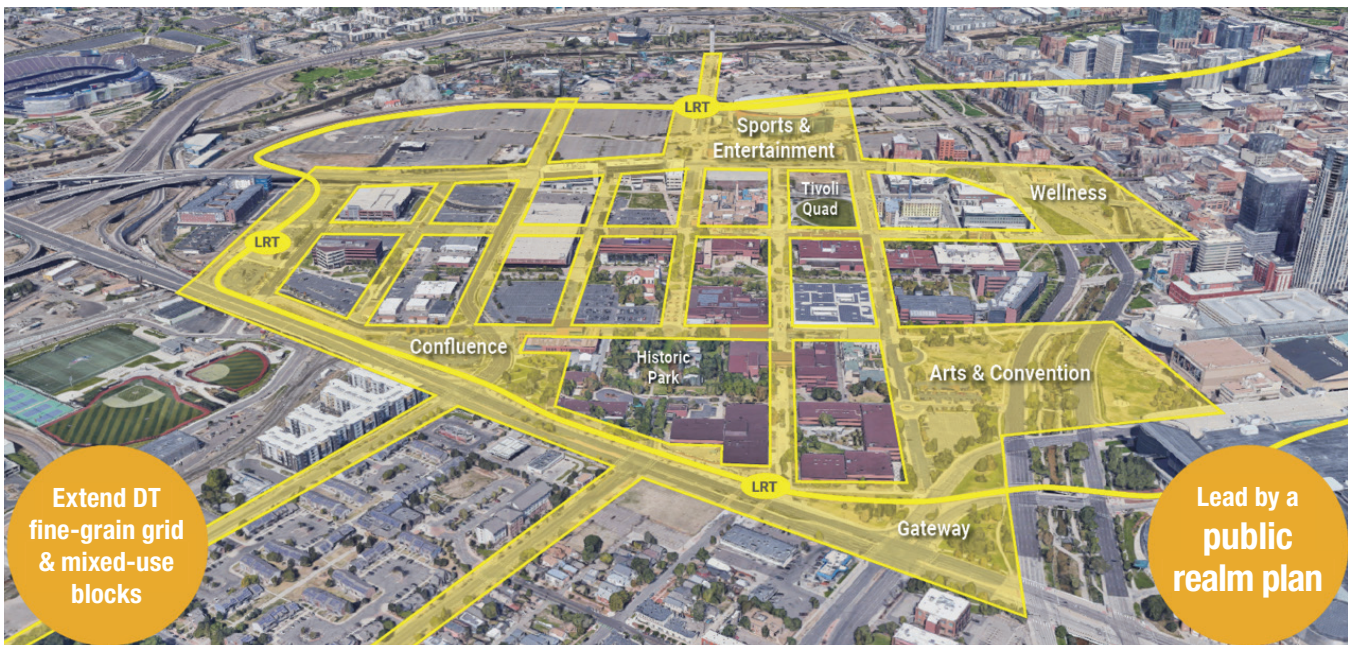 LRT
Sports &
Entertainment
Tivoli
Quad
Wellness
LRT
Confluence
Historic
Park
Arts & Convention
LRT
Gateway
Extend DT
fine-grain grid
& mixed-use
blocks
Lead by a
public
realm plan